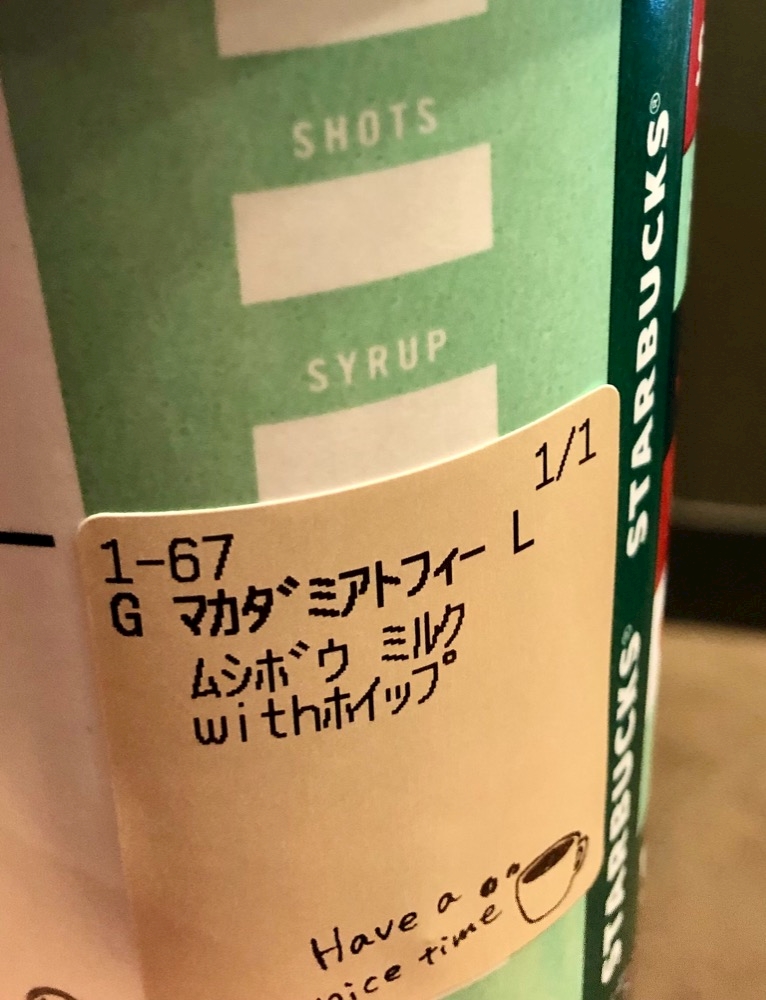 SHOTS
SYRUP
1/1
1-67
G マカダミアトフィー L
ムシボウ ミルク
withホイップ
Have a
nice time
STARBUCKS®
STARBUCKS®